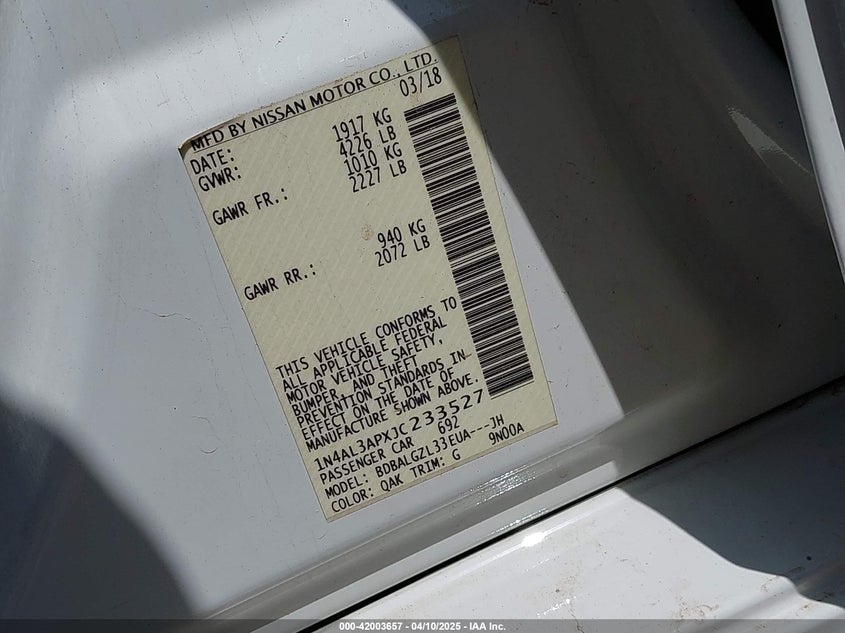 MFD BY NISSAN MOTOR CO., LTD.
DATE: 03/18
GVWR: 1917 KG
4226 LB
GAWR FR.: 1010 KG
2227 LB
GAWR RR.: 940 KG
2072 LB
THIS VEHICLE CONFORMS TO
ALL APPLICABLE FEDERAL
MOTOR VEHICLE SAFETY,
BUMPER, AND THEFT
PREVENTION STANDARDS IN
EFFECT ON THE DATE OF
MANUFACTURE SHOWN ABOVE.
1N4AL3APXJC233527
PASSENGER CAR 692
MODEL: BDBALGZL33EUA---JH
COLOR: QAK TRIM: G 9N00A
000-42003657 - 04/10/2025 - IAA Inc.